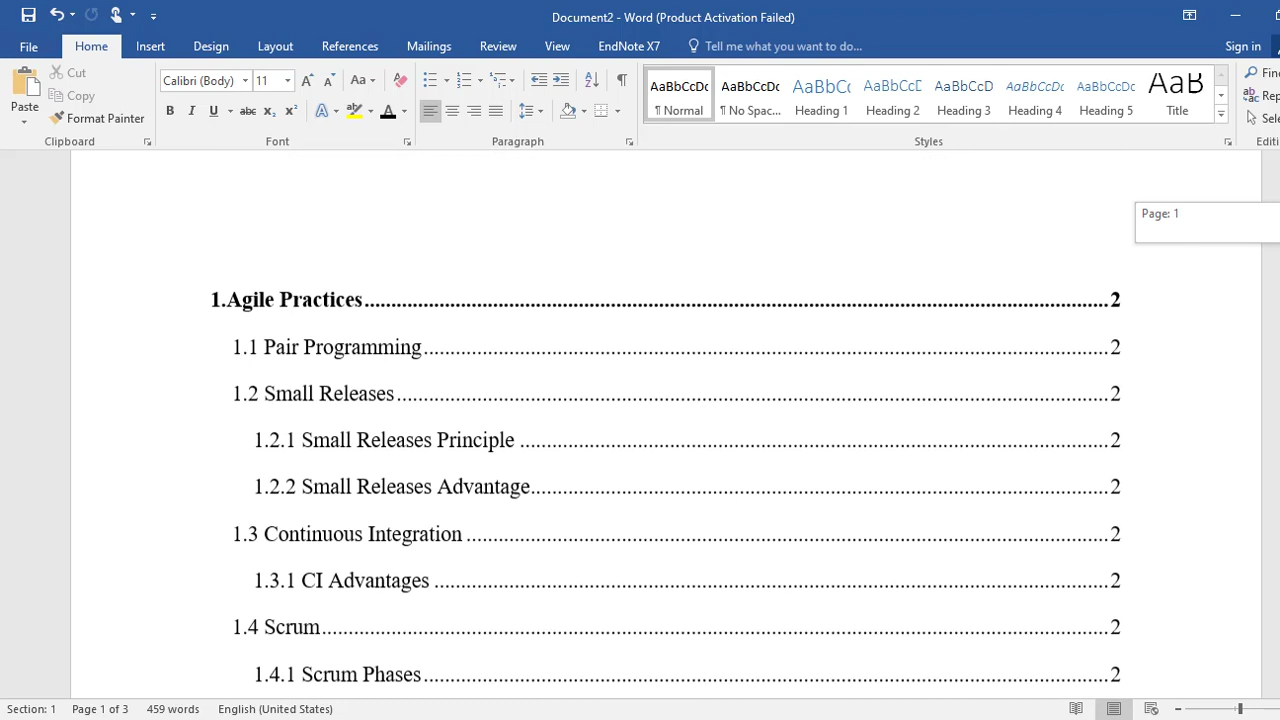 Document2 - Word (Product Activation Failed)
File Home Insert Design Layout References Mailings Review View EndNote X7 Tell me what you want to do... Sign in
Paste
Cut
Copy
Format Painter
Clipboard
Calibri (Body) 11
Font
Paragraph
AaBbCcDc AaBbCcDc AaBbCc AaBbCcD AaBbCcD AaBbCcDc AaBbCcDc AaB
¶ Normal ¶ No Spac... Heading 1 Heading 2 Heading 3 Heading 4 Heading 5 Title
Styles
Page: 1
1.Agile Practices 2
1.1 Pair Programming 2
1.2 Small Releases 2
1.2.1 Small Releases Principle 2
1.2.2 Small Releases Advantage 2
1.3 Continuous Integration 2
1.3.1 CI Advantages 2
1.4 Scrum 2
1.4.1 Scrum Phases 2
Section: 1 Page 1 of 3 459 words English (United States)